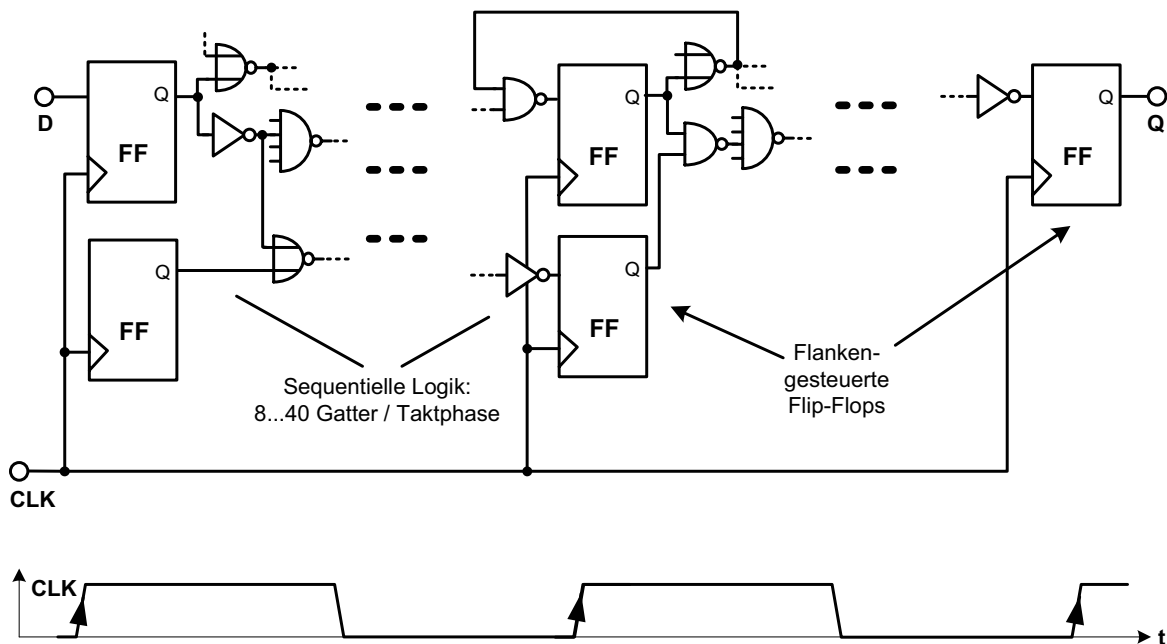 Q
Q
Q
D
FF
FF
FF
Q
Q
Q
FF
FF
Flanken-
gesteuerte
Flip-Flops
Sequentielle Logik:
8...40 Gatter / Taktphase
CLK
CLK
t